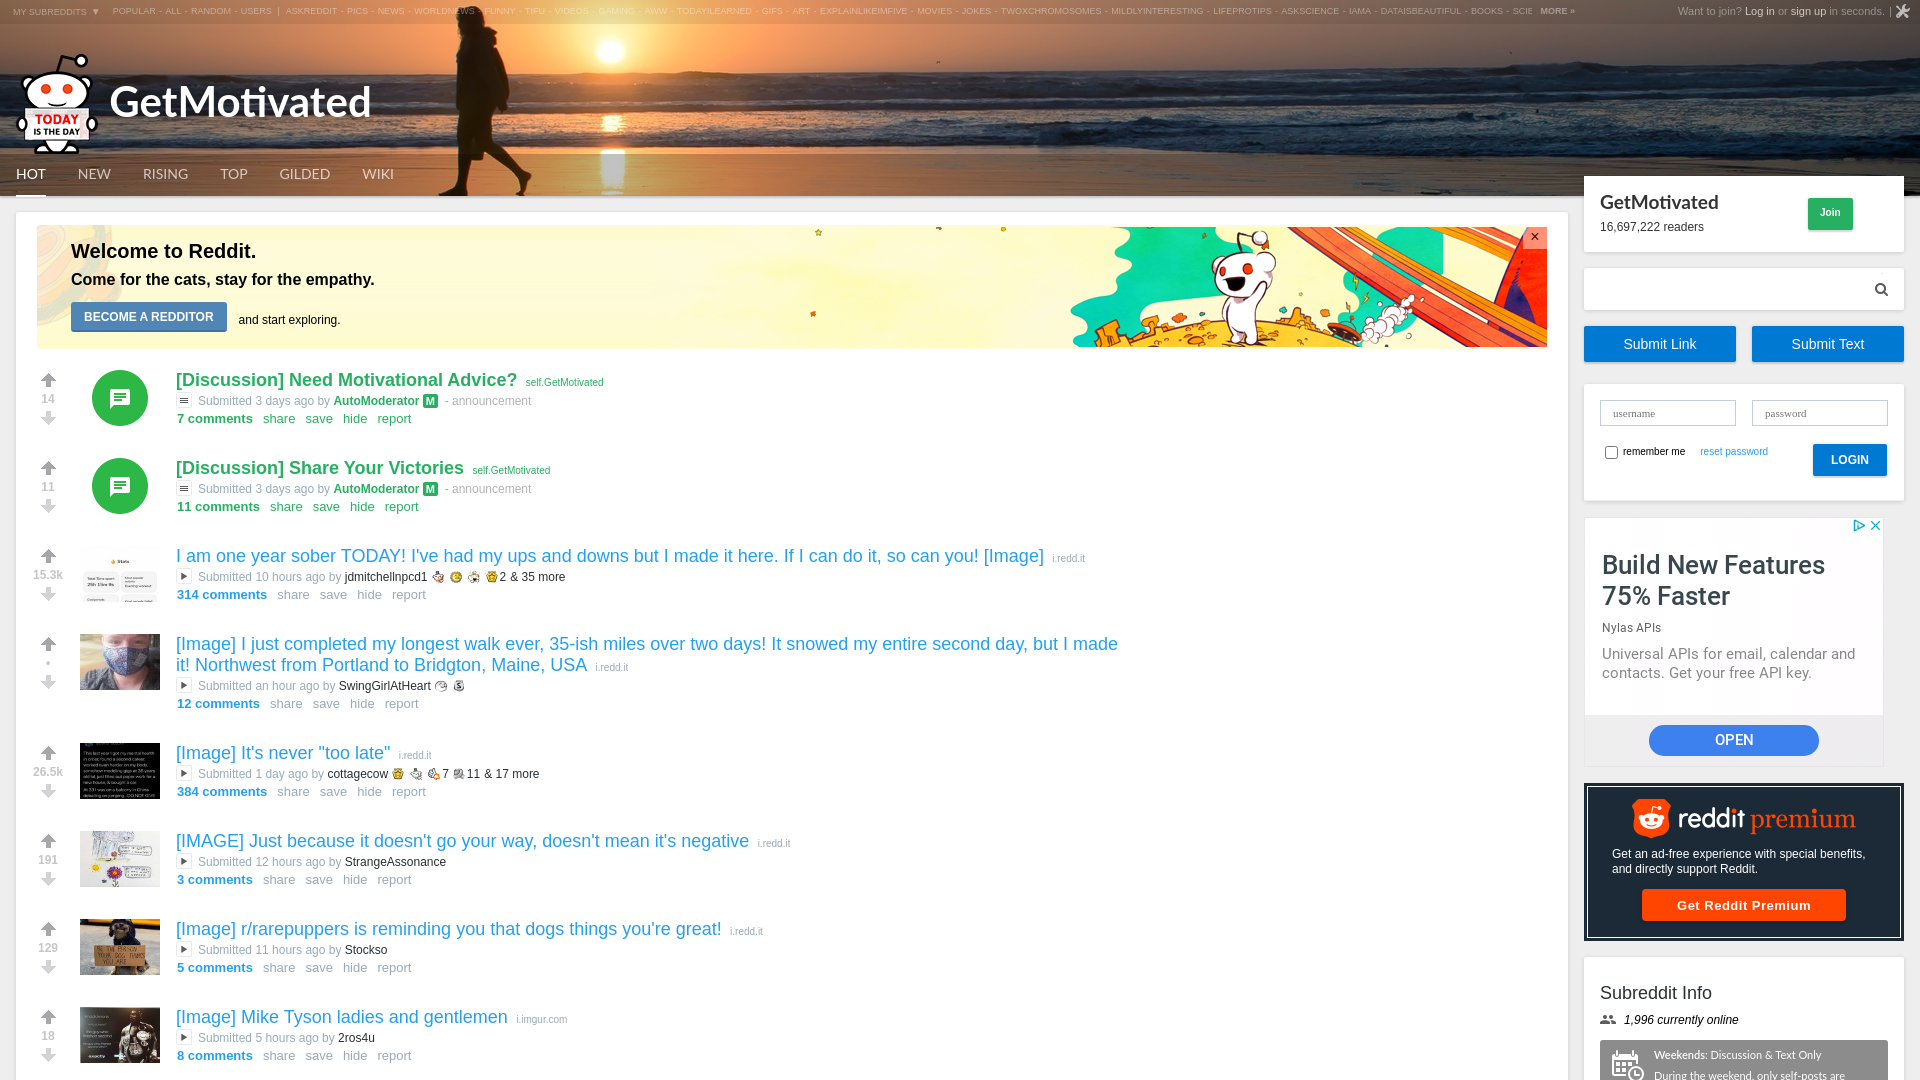 MY SUBREDDITS ▼ POPULAR - ALL - RANDOM - USERS | ASKREDDIT - PICS - NEWS - WORLDNEWS - FUNNY - TIFU - VIDEOS - GAMING - AWW - TODAYILEARNED - GIFS - ART - EXPLAINLIKEIMFIVE - MOVIES - JOKES - TWOXCHROMOSOMES - MILDLYINTERESTING - LIFEPROTIPS - ASKSCIENCE - IAMA - DATAISBEAUTIFUL - BOOKS - SCIE MORE » Want to join? Log in or sign up in seconds. |
GetMotivated
TODAY
IS THE DAY
HOT NEW RISING TOP GILDED WIKI
Welcome to Reddit.
Come for the cats, stay for the empathy.
BECOME A REDDITOR and start exploring.
×
14
[Discussion] Need Motivational Advice? self.GetMotivated
Submitted 3 days ago by AutoModerator M - announcement
7 comments share save hide report
11
[Discussion] Share Your Victories self.GetMotivated
Submitted 3 days ago by AutoModerator M - announcement
11 comments share save hide report
15.3k
Stats
I am one year sober TODAY! I've had my ups and downs but I made it here. If I can do it, so can you! [Image] i.redd.it
Submitted 10 hours ago by jdmitchellnpcd1 2 & 35 more
314 comments share save hide report
•
[Image] I just completed my longest walk ever, 35-ish miles over two days! It snowed my entire second day, but I made
it! Northwest from Portland to Bridgton, Maine, USA i.redd.it
Submitted an hour ago by SwingGirlAtHeart
12 comments share save hide report
26.5k
[Image] It's never "too late" i.redd.it
Submitted 1 day ago by cottagecow 7 11 & 17 more
384 comments share save hide report
191
[IMAGE] Just because it doesn't go your way, doesn't mean it's negative i.redd.it
Submitted 12 hours ago by StrangeAssonance
3 comments share save hide report
129
BE THE PERSON
YOUR DOG THINKS
YOU ARE
[Image] r/rarepuppers is reminding you that dogs things you're great! i.redd.it
Submitted 11 hours ago by Stockso
5 comments share save hide report
18
[Image] Mike Tyson ladies and gentlemen i.imgur.com
Submitted 5 hours ago by 2ros4u
8 comments share save hide report
GetMotivated
16,697,222 readers
Join
Submit Link Submit Text
username password
remember me reset password LOGIN
Build New Features
75% Faster
Nylas APIs
Universal APIs for email, calendar and
contacts. Get your free API key.
OPEN
reddit premium
Get an ad-free experience with special benefits,
and directly support Reddit.
Get Reddit Premium
Subreddit Info
1,996 currently online
Weekends: Discussion & Text Only
During the weekend, only self-posts are